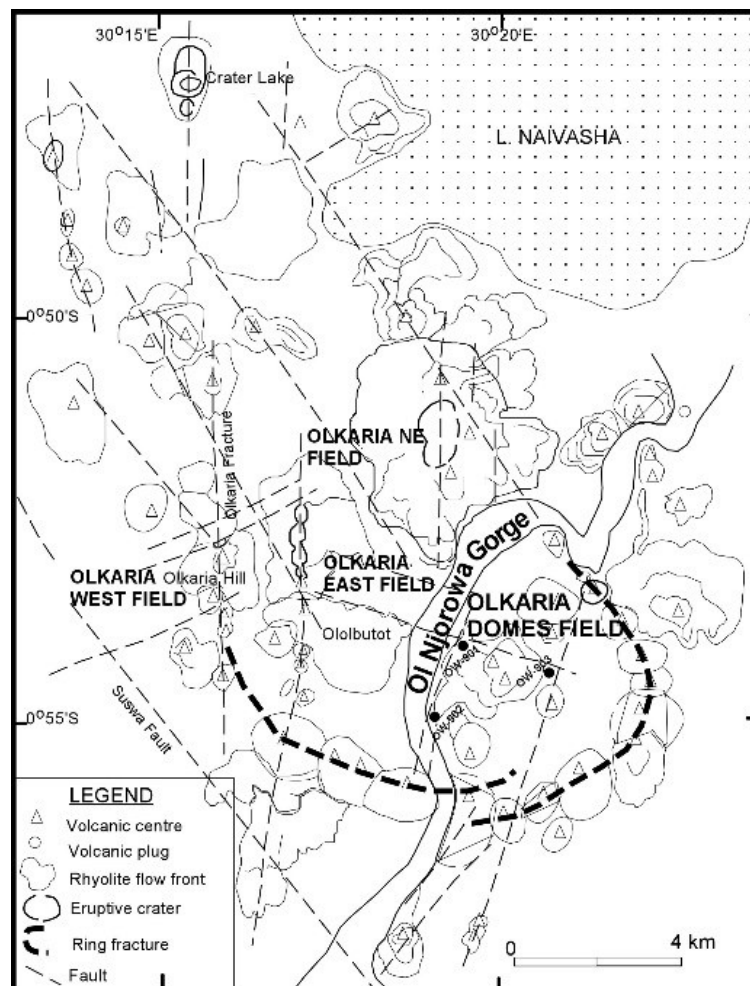 30°15'E
30°20'E
Crater Lake
L. NAIVASHA
0°50'S
Olkaria Fracture
OLKARIA NE
FIELD
OLKARIA
WEST FIELD
Olkaria Hill
OLKARIA
EAST FIELD
Ololbutot
Ol Njorowa Gorge
OLKARIA
DOMES FIELD
OW-901
OW-903
OW-902
Suswa Fault
0°55'S
LEGEND
Volcanic centre
Volcanic plug
Rhyolite flow front
Eruptive crater
Ring fracture
Fault
0
4 km